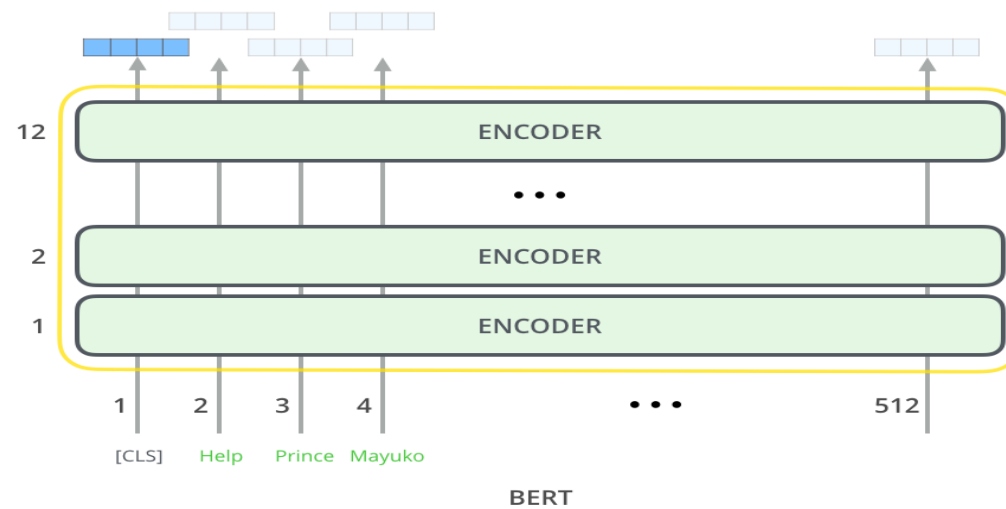 12 ENCODER
...
2 ENCODER
1 ENCODER
1 2 3 4 ... 512
[CLS] Help Prince Mayuko
BERT